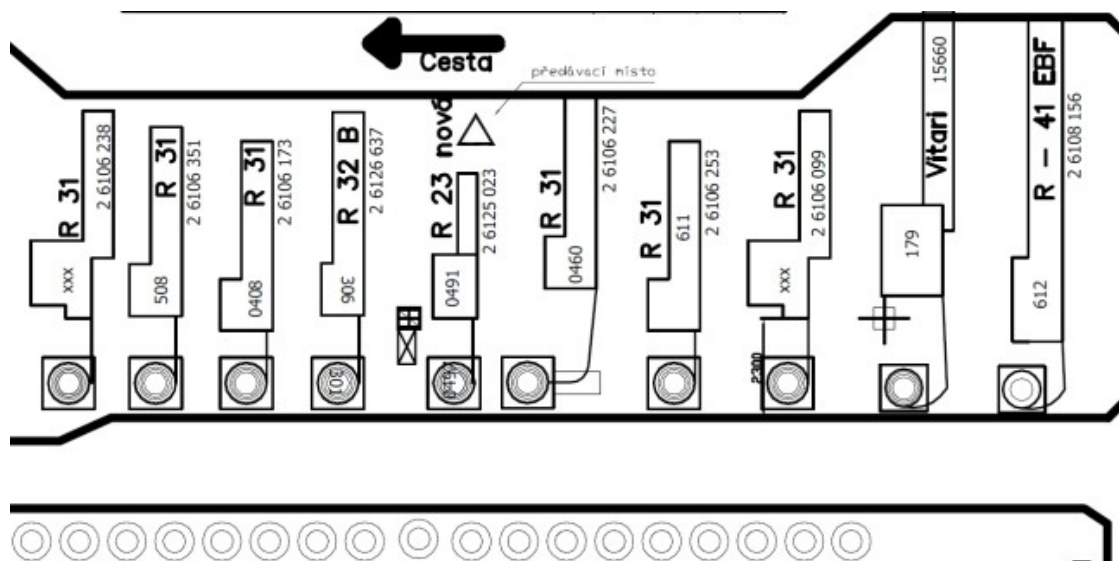 Cesta
předávací místo
R 31
2 6106 238
xxx
R 31
2 6106 351
508
R 31
2 6106 173
0408
R 32 B
2 6126 637
306
301
R 23 nová
2 6125 023
0491
R 31
2 6106 227
0460
R 31
611
2 6106 253
R 31
2 6106 099
xxx
2300
Vitari
15660
179
R - 41 EBF
2 6108 156
612